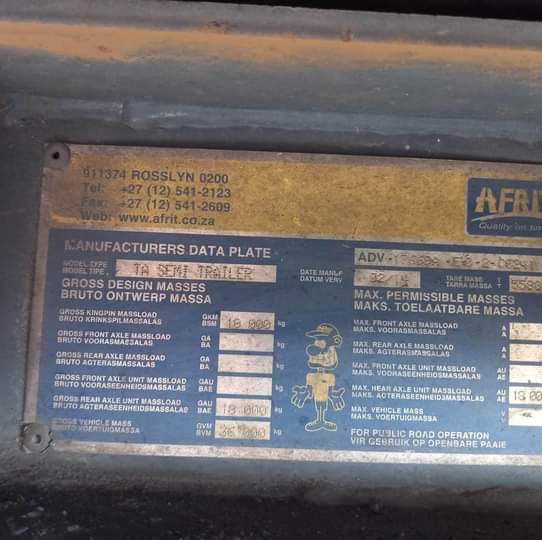 911374 ROSSLYN 0200
Tel: +27 (12) 541-2123
Fax: +27 (12) 541-2609
Web: www.afrit.co.za
AFRIT
Quality on
MANUFACTURERS DATA PLATE
MODEL TYPE
MODEL TIPE
TA SEMI TRAILER
DATE MANUF
DATUM VERV
TARE MASS
TARRA MASSA
GROSS DESIGN MASSES
BRUTO ONTWERP MASSA
GROSS KINGPIN MASSLOAD GKM
BRUTO KRINKSPILMASSALAS BSM
18 000 kg
GROSS FRONT AXLE MASSLOAD GA
BRUTO VOORASMASSALAS BA
kg
GROSS REAR AXLE MASSLOAD GA
BRUTO AGTERASMASSALAS BA
kg
GROSS FRONT AXLE UNIT MASSLOAD GAU
BRUTO VOORASEENHEIDSMASSALAS BAE
kg
GROSS REAR AXLE UNIT MASSLOAD GAU
BRUTO AGTERASEENHEIDSMASSALAS BAE
18 000 kg
GROSS VEHICLE MASS GVM
BRUTO VOERTUIGMASSA BVM
36 000 kg
MAX. PERMISSIBLE MASSES
MAKS. TOELAATBARE MASSA
MAX. FRONT AXLE MASSLOAD
MAKS. VOORASMASSALAS
MAX. REAR AXLE MASSLOAD
MAKS. AGTERASMASSALAS
MAX. FRONT AXLE UNIT MASSLOAD
MAKS. VOORASEENHEIDSMASSALAS
MAX. REAR AXLE UNIT MASSLOAD
MAKS. AGTERASEENHEIDSMASSALAS
18 00
MAX. VEHICLE MASS
MAKS. VOERTUIGMASSA
FOR PUBLIC ROAD OPERATION
VIR GEBRUIK OP OPENBARE PAAIE